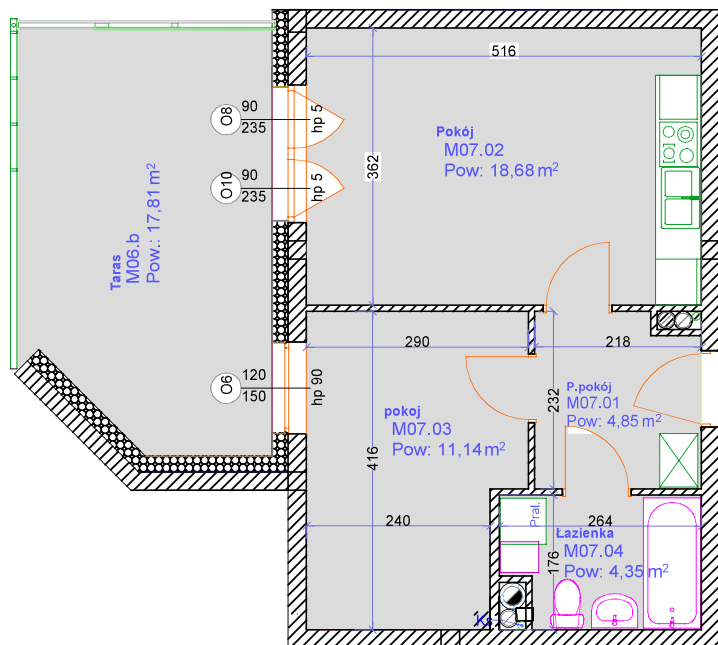 516
O8
90
235
hp 5
Pokój
M07.02
Pow: 18,68 m²
362
O10
90
235
hp 5
Taras
M06.b
Pow.: 17,81 m²
290
218
O6
120
150
hp 90
pokoj
M07.03
Pow: 11,14 m²
416
232
P.pokój
M07.01
Pow: 4,85 m²
240
Pral.
264
Łazienka
M07.04
Pow: 4,35 m²
176